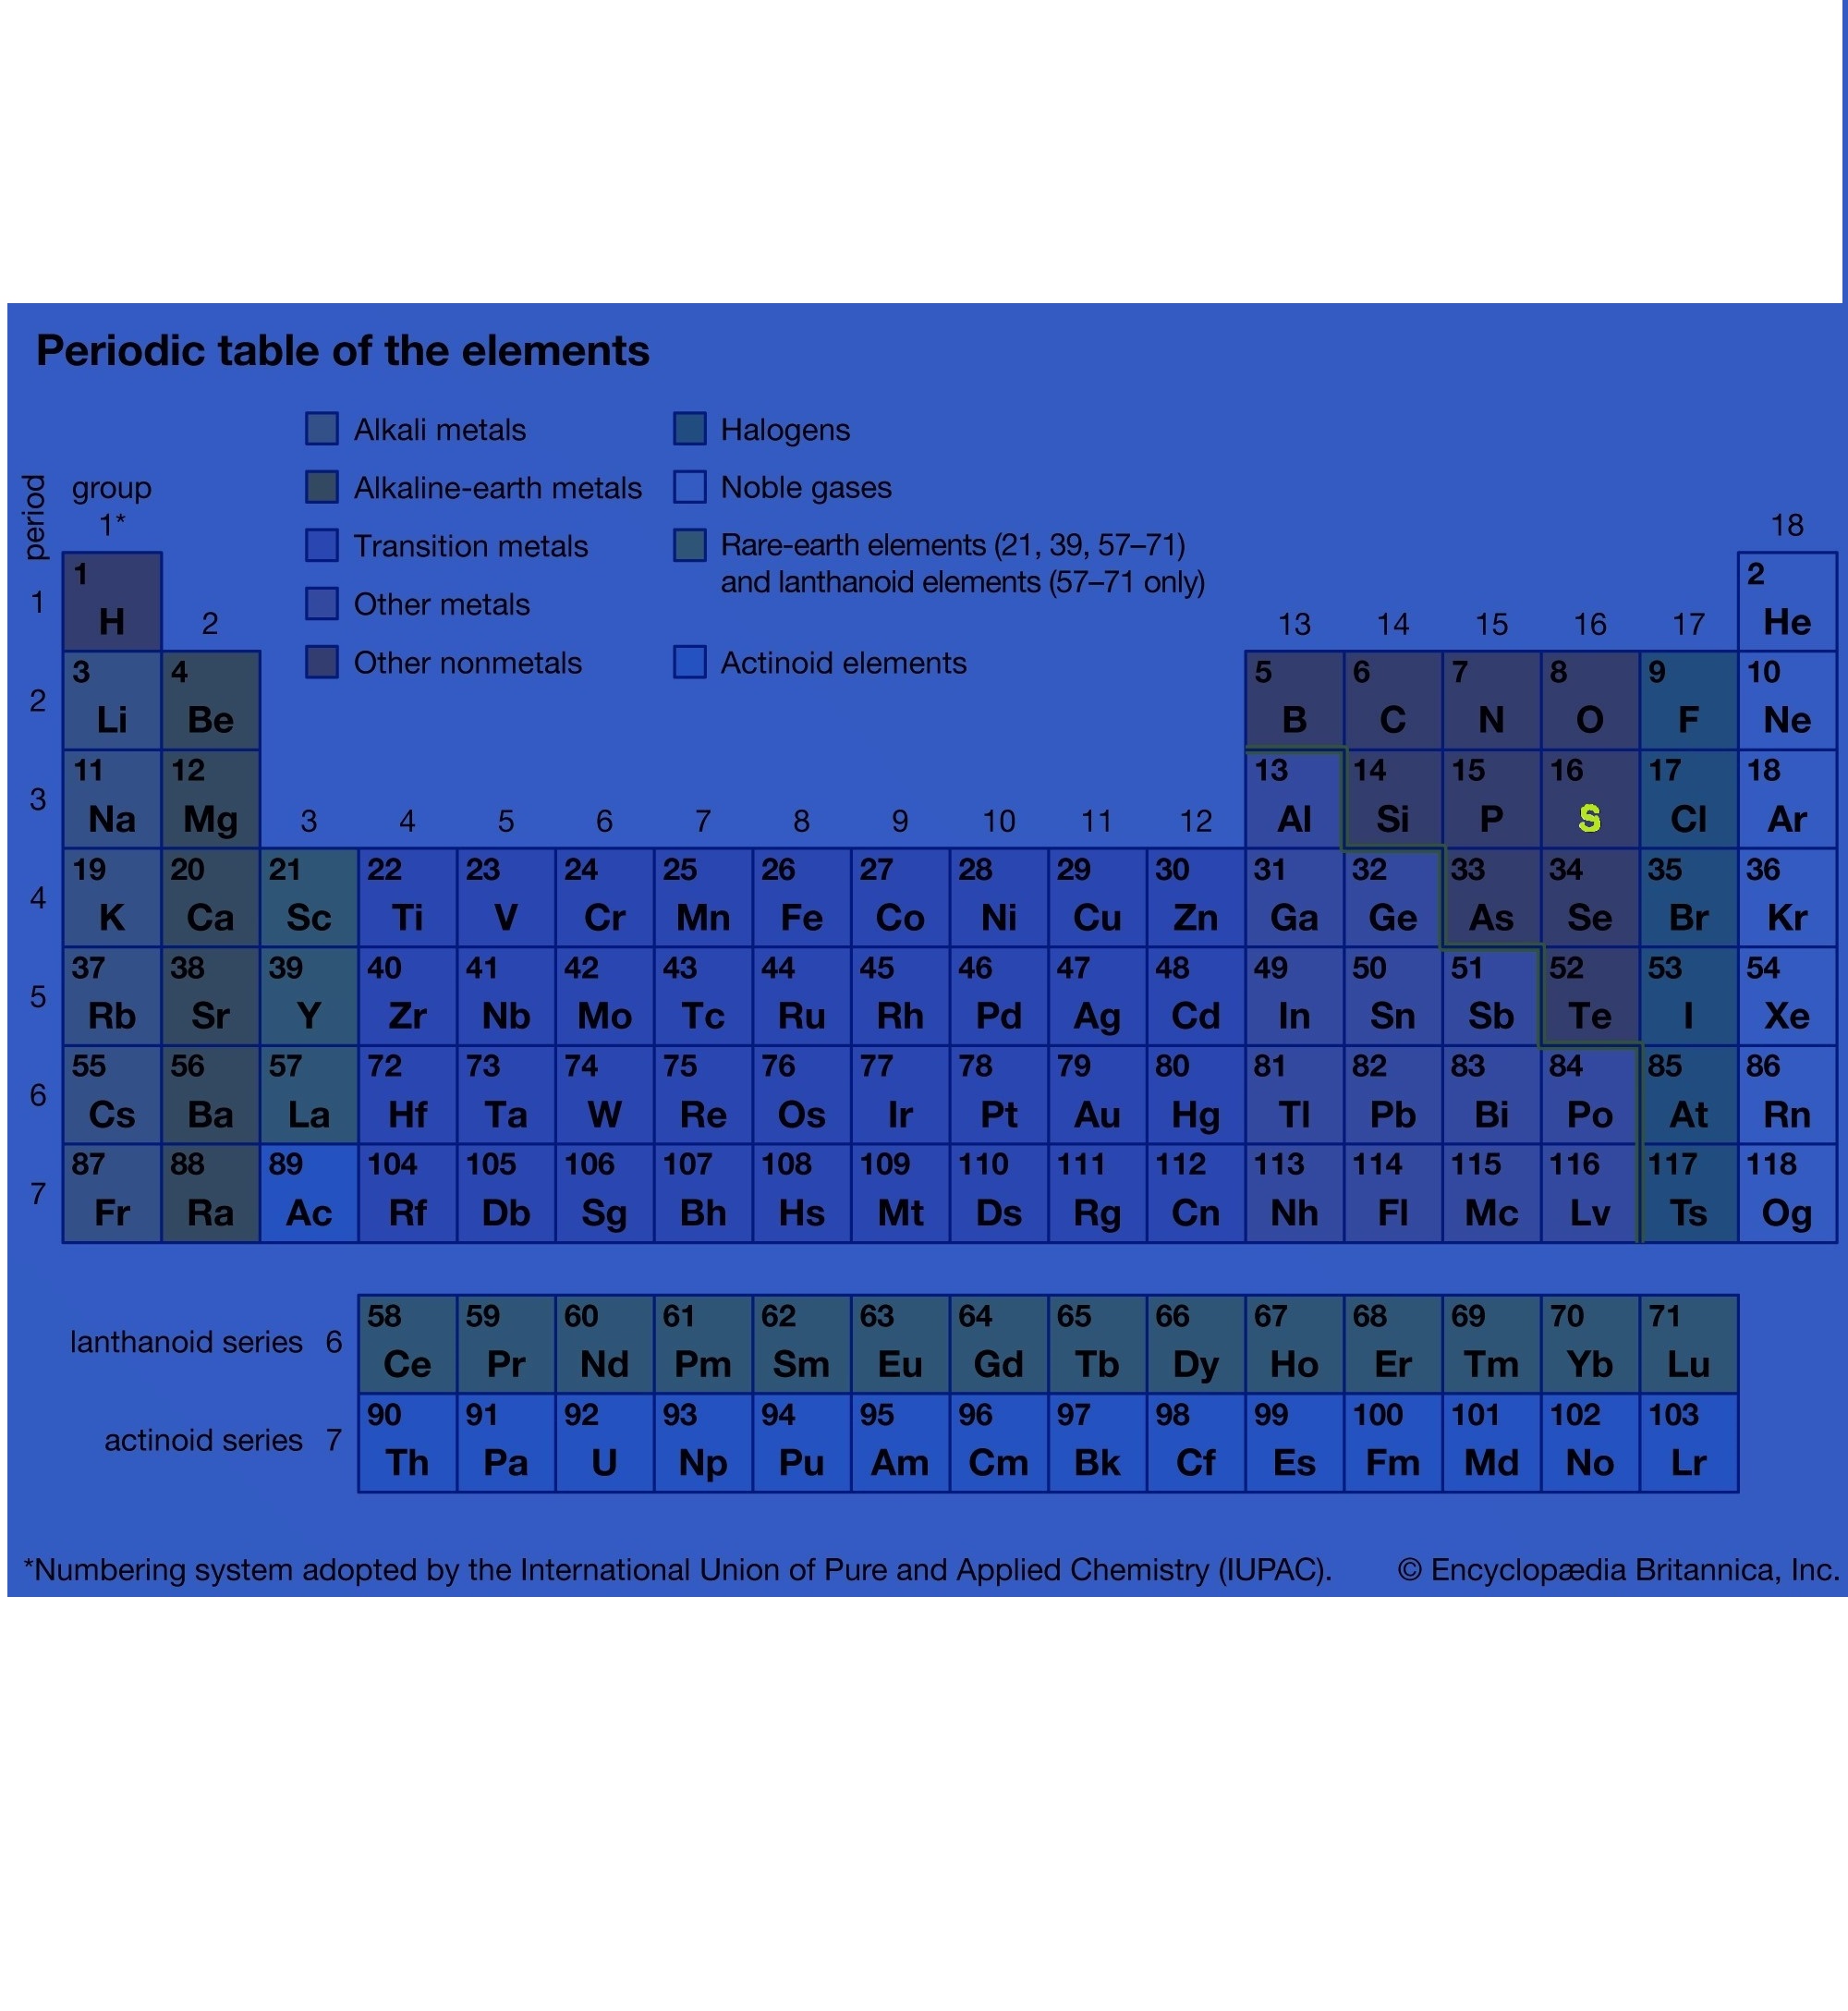 Periodic table of the elements
Alkali metals
Halogens
Alkaline-earth metals
Noble gases
Transition metals
Rare-earth elements (21, 39, 57–71)
and lanthanoid elements (57–71 only)
Other metals
Other nonmetals
Actinoid elements
period
group
1* 18
1 2
1 H He
2 13 14 15 16 17
3 4 5 6 7 8 9 10
2 Li Be B C N O F Ne
11 12 13 14 15 16 17 18
3 Na Mg 3 4 5 6 7 8 9 10 11 12 Al Si P S Cl Ar
19 20 21 22 23 24 25 26 27 28 29 30 31 32 33 34 35 36
4 K Ca Sc Ti V Cr Mn Fe Co Ni Cu Zn Ga Ge As Se Br Kr
37 38 39 40 41 42 43 44 45 46 47 48 49 50 51 52 53 54
5 Rb Sr Y Zr Nb Mo Tc Ru Rh Pd Ag Cd In Sn Sb Te I Xe
55 56 57 72 73 74 75 76 77 78 79 80 81 82 83 84 85 86
6 Cs Ba La Hf Ta W Re Os Ir Pt Au Hg Tl Pb Bi Po At Rn
87 88 89 104 105 106 107 108 109 110 111 112 113 114 115 116 117 118
7 Fr Ra Ac Rf Db Sg Bh Hs Mt Ds Rg Cn Nh Fl Mc Lv Ts Og
58 59 60 61 62 63 64 65 66 67 68 69 70 71
lanthanoid series 6 Ce Pr Nd Pm Sm Eu Gd Tb Dy Ho Er Tm Yb Lu
90 91 92 93 94 95 96 97 98 99 100 101 102 103
actinoid series 7 Th Pa U Np Pu Am Cm Bk Cf Es Fm Md No Lr
*Numbering system adopted by the International Union of Pure and Applied Chemistry (IUPAC). © Encyclopædia Britannica, Inc.